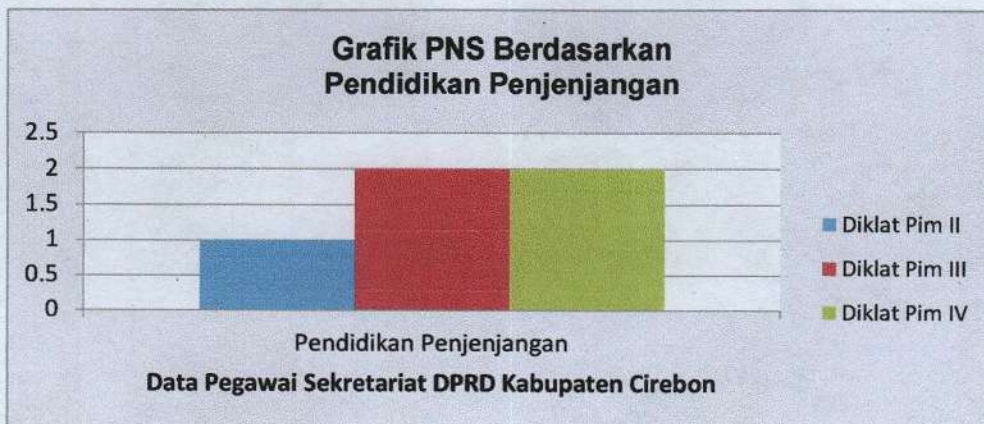 Grafik PNS Berdasarkan
Pendidikan Penjenjangan
2.5
2
1.5
1
0.5
0
Diklat Pim II
Diklat Pim III
Diklat Pim IV
Pendidikan Penjenjangan
Data Pegawai Sekretariat DPRD Kabupaten Cirebon